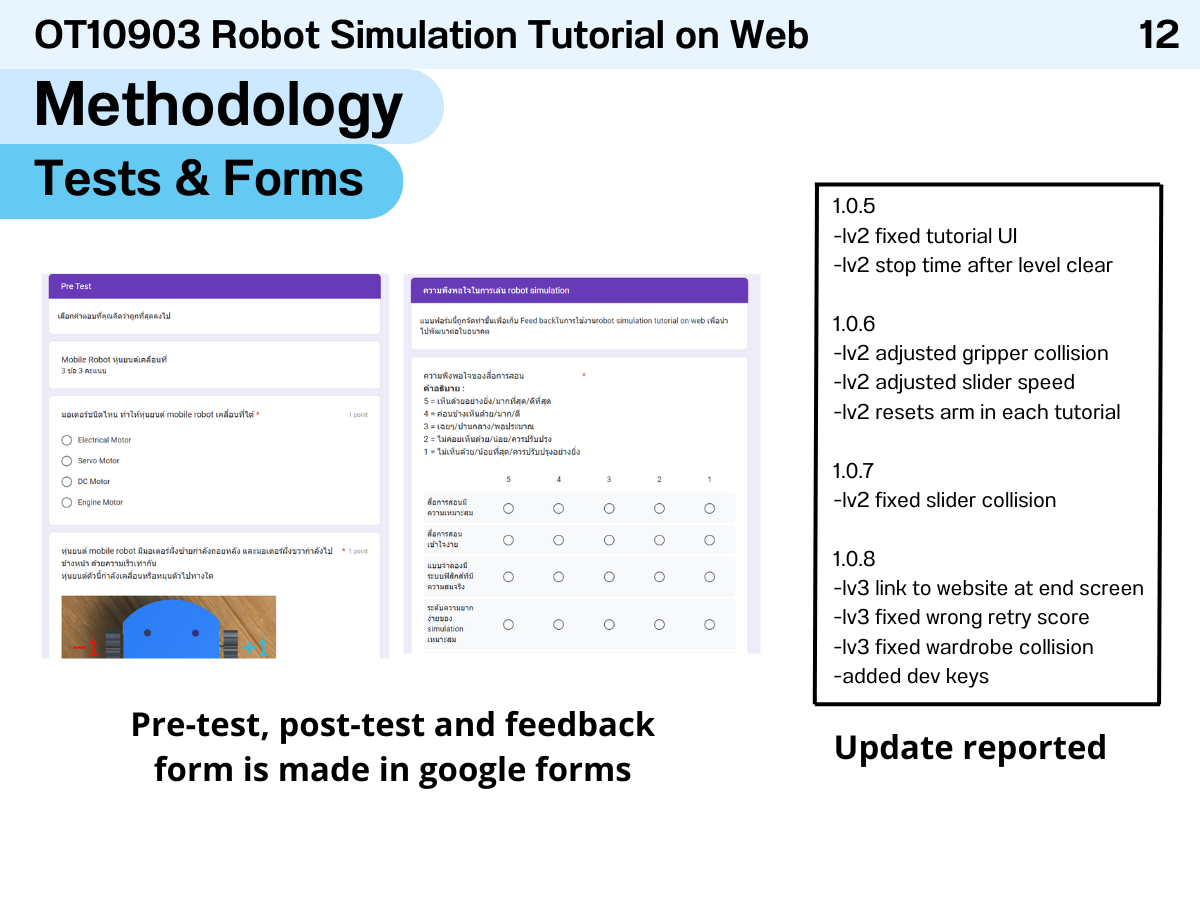 OT10903 Robot Simulation Tutorial on Web
12
Methodology
Tests & Forms
Pre Test
เลือกคำตอบที่คุณคิดว่าถูกที่สุดลงไป
Mobile Robot หุ่นยนต์เคลื่อนที่
3 ข้อ 3 คะแนน
มอเตอร์ชนิดไหน ทำให้หุ่นยนต์ mobile robot เคลื่อนที่ได้ *
1 point
Electrical Motor
Servo Motor
DC Motor
Engine Motor
หุ่นยนต์ mobile robot มีมอเตอร์ฝั่งซ้ายกำลังถอยหลัง และมอเตอร์ฝั่งขวากำลังไป * 1 point
ข้างหน้า ด้วยความเร็วเท่ากัน
หุ่นยนต์ตัวนี้กำลังเคลื่อนหรือหมุนตัวไปทางใด
-1
+1
ความพึงพอใจในการเล่น robot simulation
แบบฟอร์มนี้ถูกจัดทำขึ้นเพื่อเก็บ Feed backในการใช้งานrobot simulation tutorial on web เพื่อนำ
ไปพัฒนาต่อในอนาคต
ความพึงพอใจของสื่อการสอน *
คำอธิบาย :
5 = เห็นด้วยอย่างยิ่ง/มากที่สุด/ดีที่สุด
4 = ค่อนข้างเห็นด้วย/มาก/ดี
3 = เฉยๆ/ปานกลาง/พอประมาณ
2 = ไม่ค่อยเห็นด้วย/น้อย/ควรปรับปรุง
1 = ไม่เห็นด้วย/น้อยที่สุด/ควรปรับปรุงอย่างยิ่ง
5 4 3 2 1
สื่อการสอนมี
ความเหมาะสม
สื่อการสอน
เข้าใจง่าย
แบบจำลองมี
ระบบฟิสิกส์ที่มี
ความสมจริง
ระดับความยาก
ง่ายของ
simulation
เหมาะสม
Pre-test, post-test and feedback
form is made in google forms
1.0.5
-lv2 fixed tutorial UI
-lv2 stop time after level clear
1.0.6
-lv2 adjusted gripper collision
-lv2 adjusted slider speed
-lv2 resets arm in each tutorial
1.0.7
-lv2 fixed slider collision
1.0.8
-lv3 link to website at end screen
-lv3 fixed wrong retry score
-lv3 fixed wardrobe collision
-added dev keys
Update reported